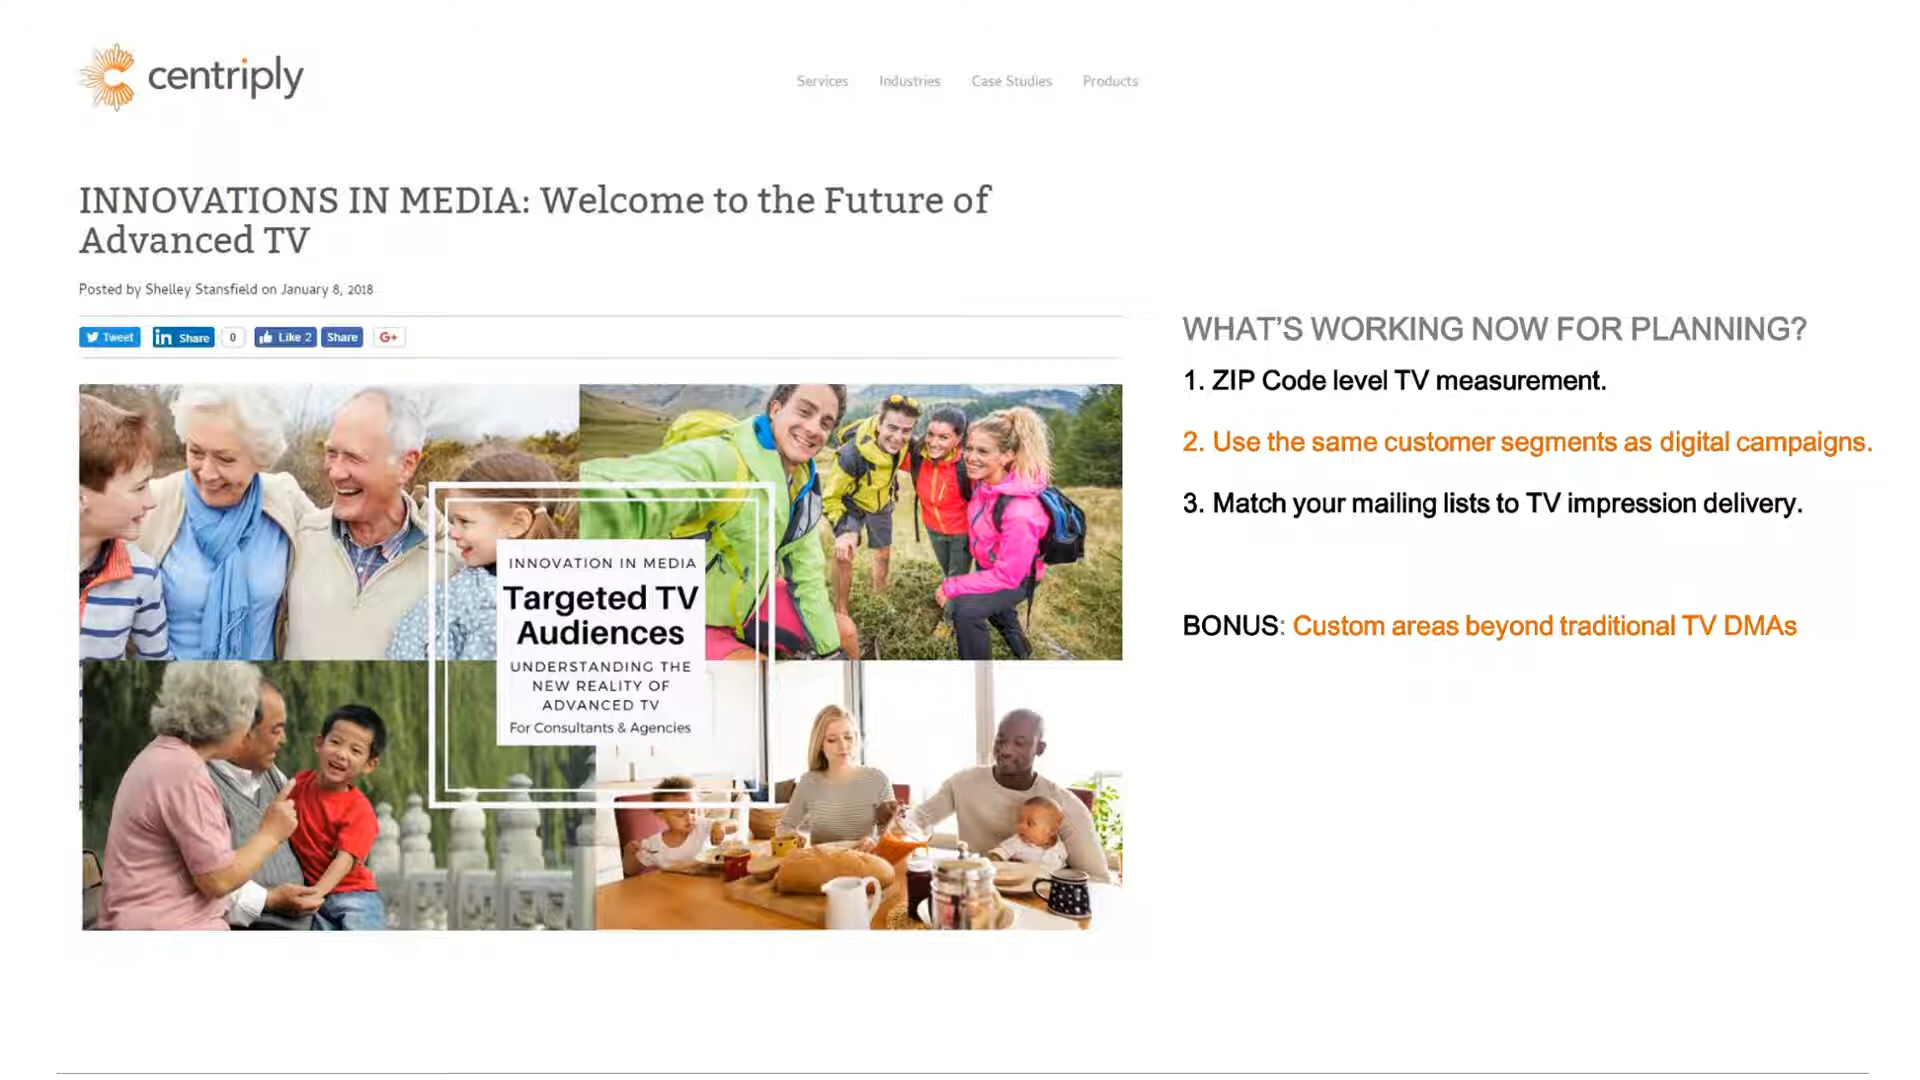 centriply
Services Industries Case Studies Products
INNOVATIONS IN MEDIA: Welcome to the Future of
Advanced TV
Posted by Shelley Stansfield on January 8, 2018
Tweet in Share 0 Like 2 Share G+
WHAT'S WORKING NOW FOR PLANNING?
1. ZIP Code level TV measurement.
2. Use the same customer segments as digital campaigns.
3. Match your mailing lists to TV impression delivery.
BONUS: Custom areas beyond traditional TV DMAs
INNOVATION IN MEDIA
Targeted TV
Audiences
UNDERSTANDING THE
NEW REALITY OF
ADVANCED TV
For Consultants & Agencies